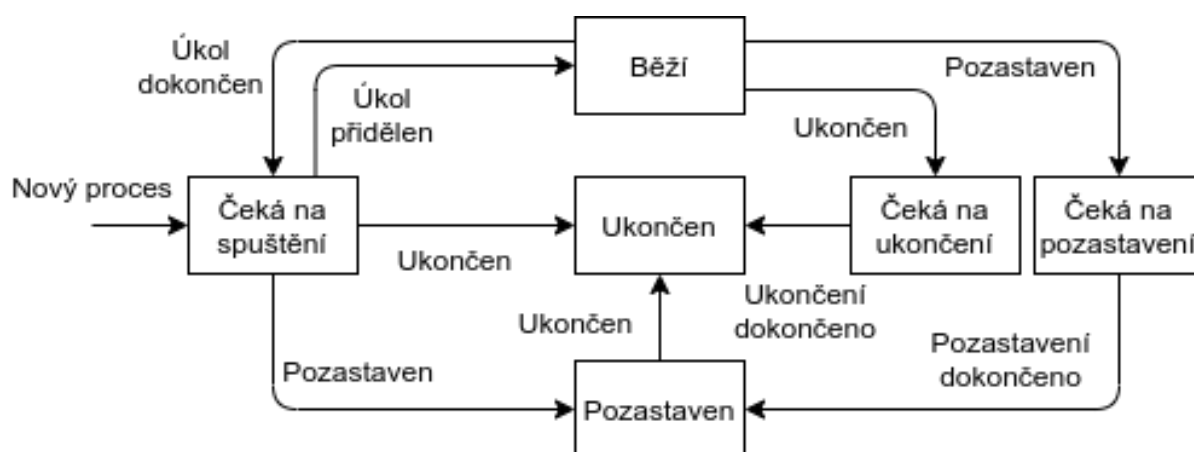 Úkol
dokončen
Běží
Pozastaven
Úkol
přidělen
Ukončen
Nový proces
Čeká na
spuštění
Ukončen
Čeká na
ukončení
Čeká na
pozastavení
Ukončen
Ukončení
dokončeno
Ukončen
Pozastavení
dokončeno
Pozastaven
Pozastaven